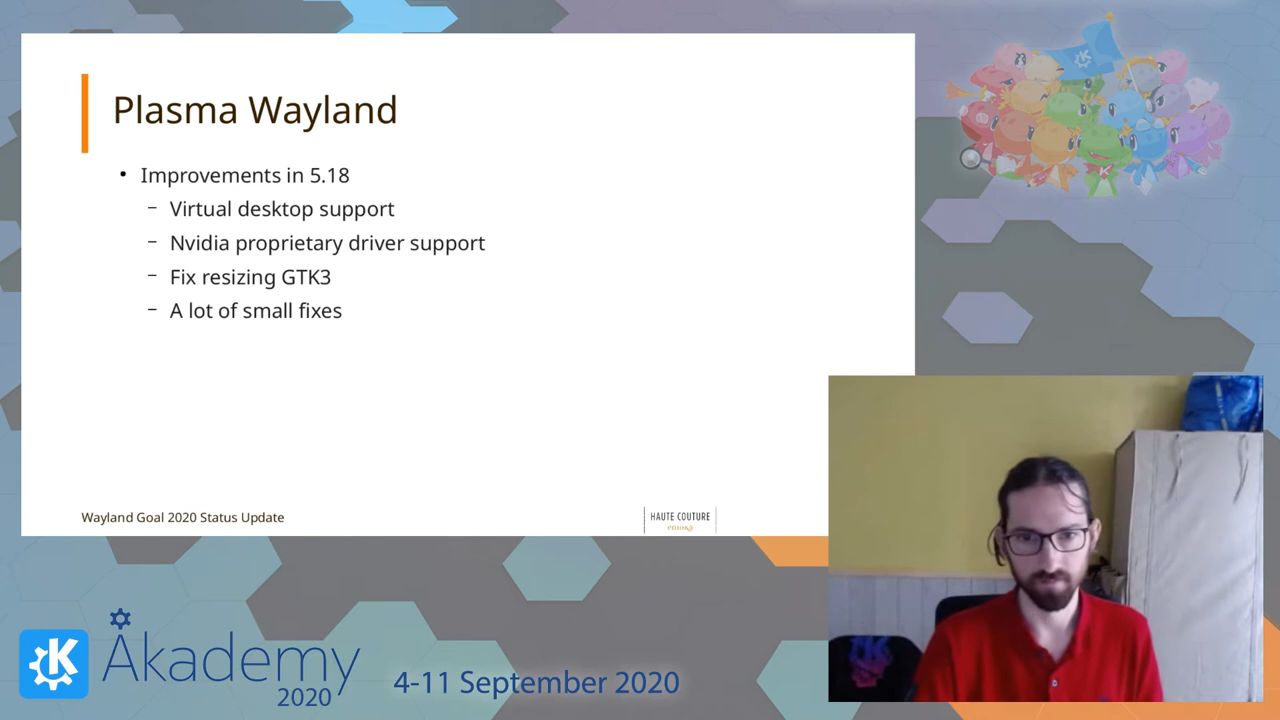 Plasma Wayland
• Improvements in 5.18
– Virtual desktop support
– Nvidia proprietary driver support
– Fix resizing GTK3
– A lot of small fixes
Wayland Goal 2020 Status Update
HAUTE COUTURE
K
Akademy
2020
4-11 September 2020